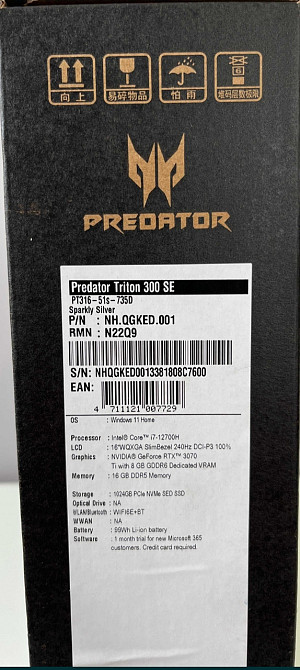 6
向上
易碎物品
怕雨
堆码层数极限
PREDATOR
Predator Triton 300 SE
PT316-51s-735D
Sparkly Silver
P/N : NH.QGKED.001
RMN : N22Q9
S/N: NHQGKED0013381808C7600
EAN:
4 711121 007729
OS : Windows 11 Home
Processor : Intel® Core™ i7-12700H
LCD : 16"WQXGA SlimBezel 240Hz DCI-P3 100%
Graphics : NVIDIA® GeForce RTX™ 3070
Ti with 8 GB GDDR6 Dedicated VRAM
Memory : 16 GB DDR5 Memory
Storage : 1024GB PCIe NVMe SED SSD
Optical Drive : NA
WLAN/Bluetooth : WIFI6E+BT
WWAN : NA
Battery : 99Wh Li-ion battery
Software : 1 month trial for new Microsoft 365
customers. Credit card required.